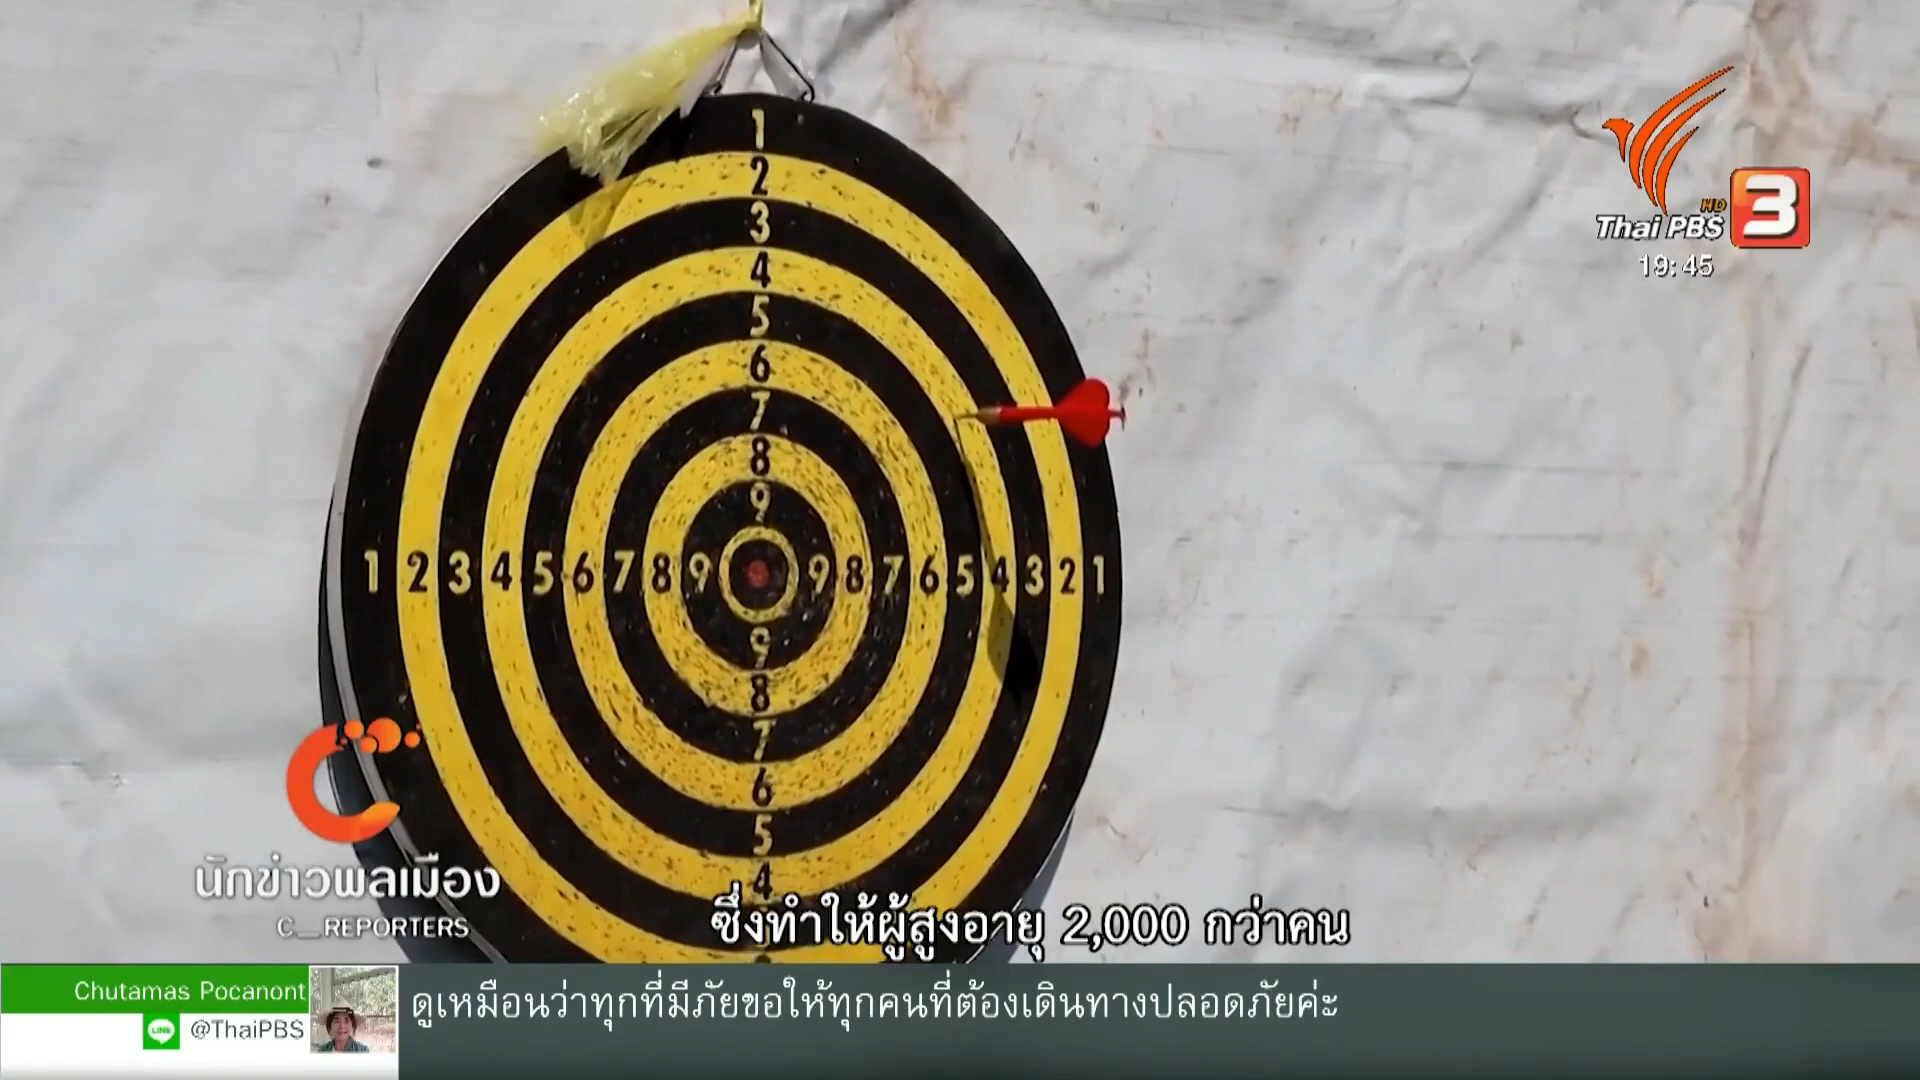 1
2
3
4
5
6
7
8
9
1 2 3 4 5 6 7 8 9 9 8 7 6 5 4 3 2 1
9
8
7
6
5
4
HD
Thai PBS 3
19:45
นักข่าวพลเมือง
C_REPORTERS
ซึ่งทำให้ผู้สูงอายุ 2,000 กว่าคน
Chutamas Pocanont
LINE @ThaiPBS
ดูเหมือนว่าทุกที่มีภัยขอให้ทุกคนที่ต้องเดินทางปลอดภัยค่ะ